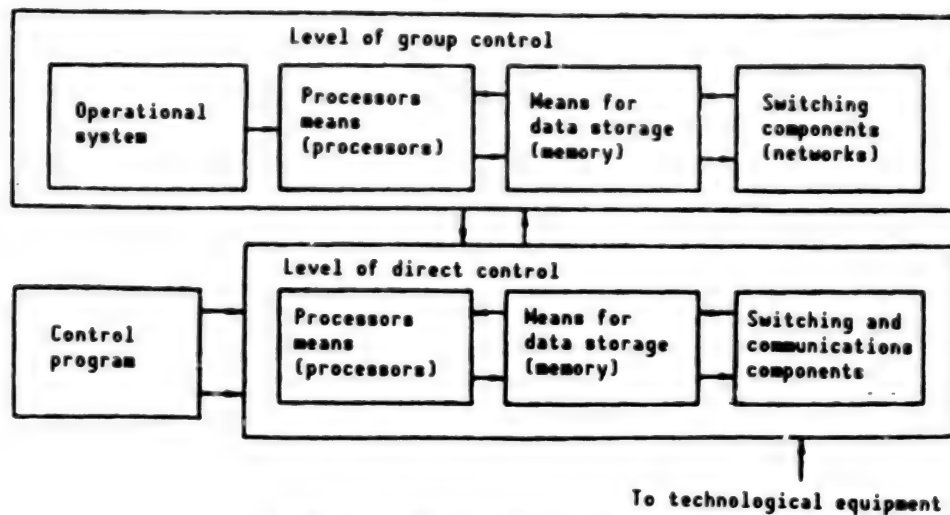 Level of group control
Operational
system
Processors
means
(processors)
Means for
data storage
(memory)
Switching
components
(networks)
Level of direct control
Control
program
Processors
means
(processors)
Means for
data storage
(memory)
Switching and
communications
components
To technological equipment